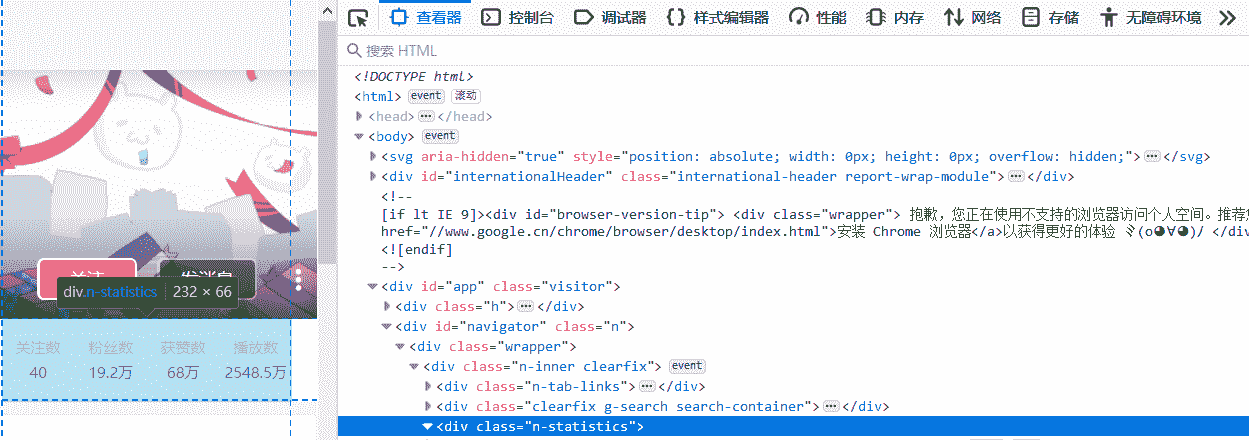 查看器 控制台 调试器 样式编辑器 性能 内存 网络 存储 无障碍环境
搜索 HTML
<!DOCTYPE html>
<html> event 滚动
<head> ⋯ </head>
<body> event
<svg aria-hidden="true" style="position: absolute; width: 0px; height: 0px; overflow: hidden;"> ⋯ </svg>
<div id="internationalHeader" class="international-header report-wrap-module"> ⋯ </div>
<!--
[if lt IE 9]><div id="browser-version-tip"> <div class="wrapper"> 抱歉，您正在使用不支持的浏览器访问个人空间。推荐您
href="//www.google.cn/chrome/browser/desktop/index.html">安装 Chrome 浏览器</a>以获得更好的体验 ヾ(o◕∀◕)ﾉ </div
<![endif]
-->
<div id="app" class="visitor">
<div class="h"> ⋯ </div>
<div id="navigator" class="n">
<div class="wrapper">
<div class="n-inner clearfix"> event
<div class="n-tab-links"> ⋯ </div>
<div class="clearfix g-search search-container"> ⋯ </div>
<div class="n-statistics">
关注 发消息
div.n-statistics 232 × 66
关注数 粉丝数 获赞数 播放数
40 19.2万 68万 2548.5万